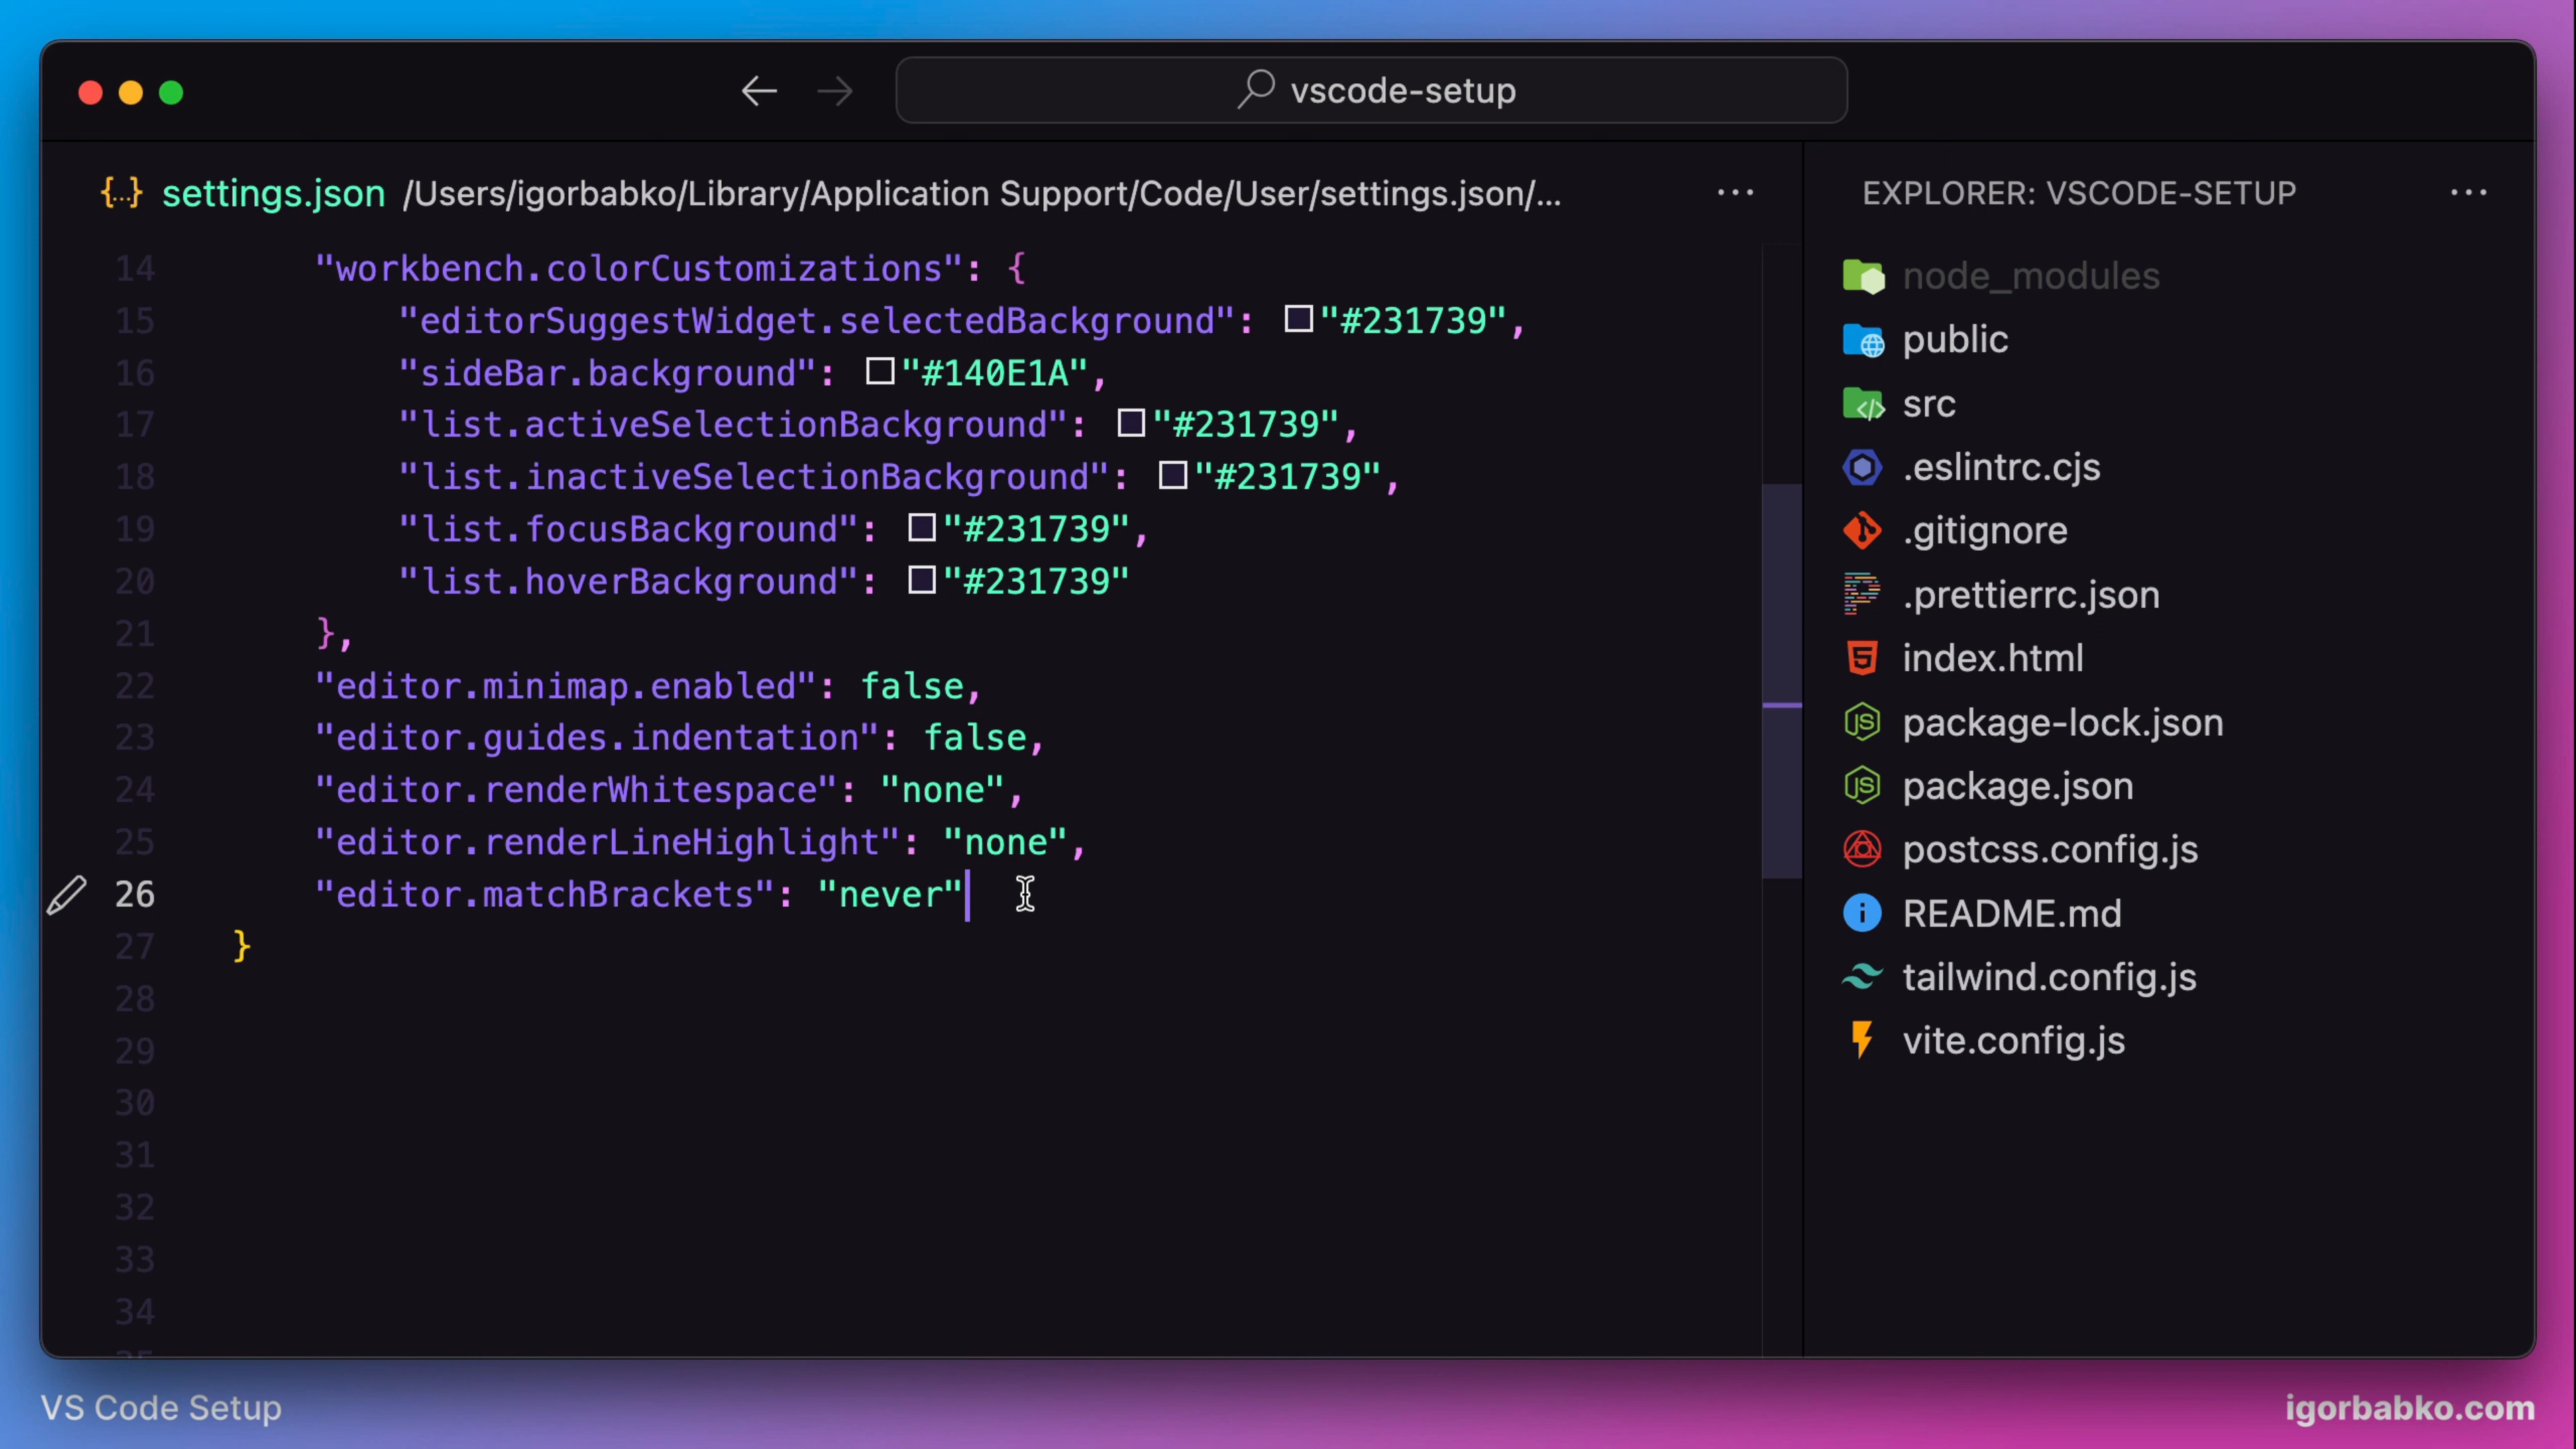 vscode-setup
{..} settings.json /Users/igorbabko/Library/Application Support/Code/User/settings.json/...
14 "workbench.colorCustomizations": {
15 "editorSuggestWidget.selectedBackground": "#231739",
16 "sideBar.background": "#140E1A",
17 "list.activeSelectionBackground": "#231739",
18 "list.inactiveSelectionBackground": "#231739",
19 "list.focusBackground": "#231739",
20 "list.hoverBackground": "#231739"
21 },
22 "editor.minimap.enabled": false,
23 "editor.guides.indentation": false,
24 "editor.renderWhitespace": "none",
25 "editor.renderLineHighlight": "none",
26 "editor.matchBrackets": "never"
27 }
28
29
30
31
32
33
34
EXPLORER: VSCODE-SETUP
node_modules
public
src
.eslintrc.cjs
.gitignore
.prettierrc.json
index.html
package-lock.json
package.json
postcss.config.js
README.md
tailwind.config.js
vite.config.js
VS Code Setup
igorbabko.com